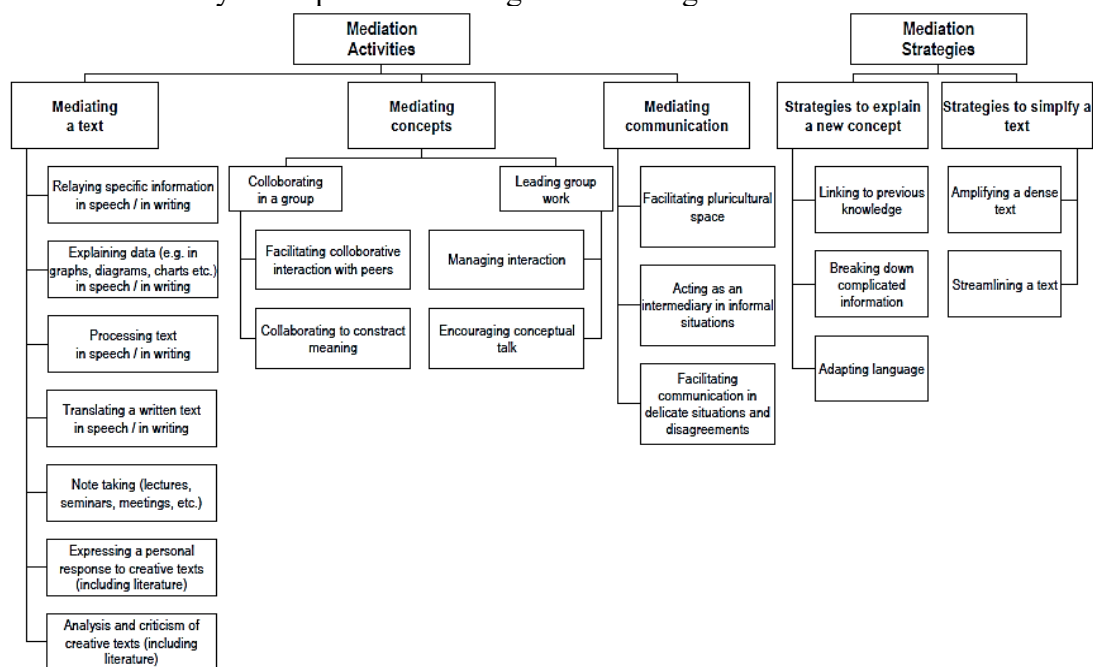 Mediation
Activities
Mediation
Strategies
Mediating
a text
Mediating
concepts
Mediating
communication
Strategies to explain
a new concept
Strategies to simplfy a
text
Relaying specific information
in speech / in writing
Explaining data (e.g. in
graphs, diagrams, charts etc.)
in speech / in writing
Processing text
in speech / in writing
Translating a written text
in speech / in writing
Note taking (lectures,
seminars, meetings, etc.)
Expressing a personal
response to creative texts
(including literature)
Analysis and criticism of
creative texts (including
literature)
Colloborating
in a group
Facilitating colloborative
interaction with peers
Collaborating to constract
meaning
Leading group
work
Managing interaction
Encouraging conceptual
talk
Facilitating pluricultural
space
Acting as an
intermediary in informal
situations
Facilitating
communication in
delicate situations and
disagreements
Linking to previous
knowledge
Breaking down
complicated
information
Adapting language
Amplifying a dense
text
Streamlining a text